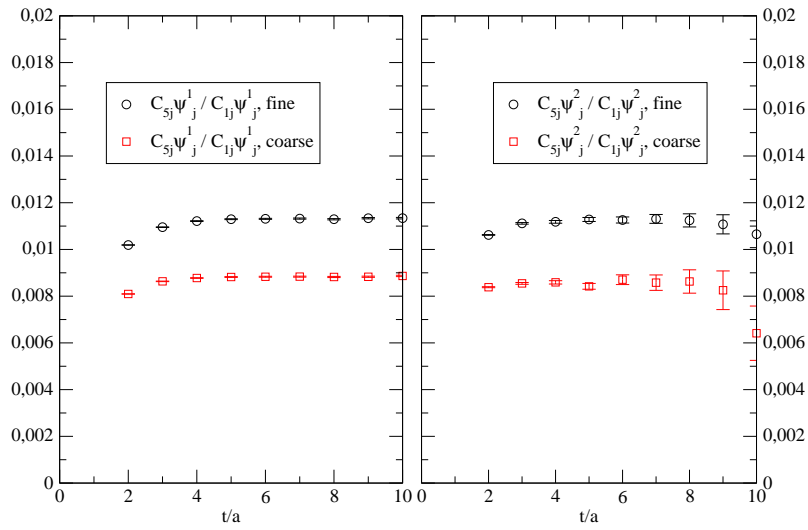 0,02 0,02
0,018 0,018
0,016 0,016
0,014 0,014
0,012 0,012
0,01 0,01
0,008 0,008
0,006 0,006
0,004 0,004
0,002 0,002
0 0
C₅ⱼψ¹ⱼ / C₁ⱼψ¹ⱼ, fine
C₅ⱼψ¹ⱼ / C₁ⱼψ¹ⱼ, coarse
C₅ⱼψ²ⱼ / C₁ⱼψ²ⱼ, fine
C₅ⱼψ²ⱼ / C₁ⱼψ²ⱼ, coarse
0 2 4 6 8 10
0 2 4 6 8 10
t/a
t/a